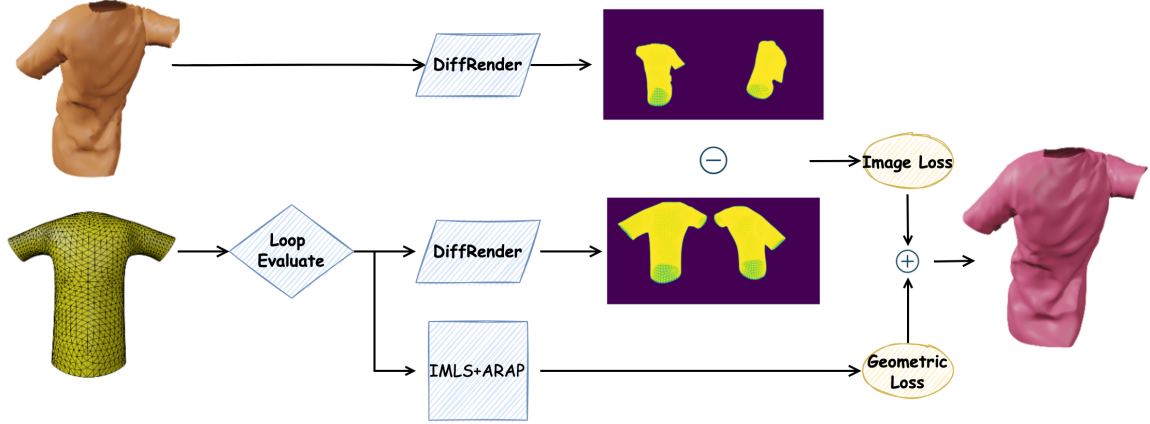 DiffRender
Image Loss
Loop
Evaluate
DiffRender
IMLS+ARAP
Geometric
Loss